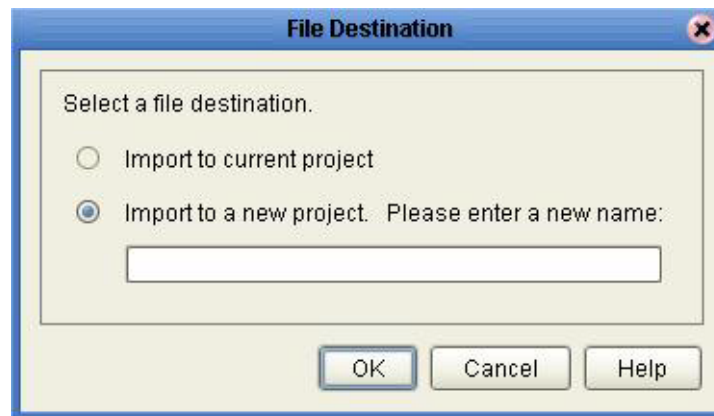 File Destination
Select a file destination.
Import to current project
Import to a new project. Please enter a new name:
OK Cancel Help